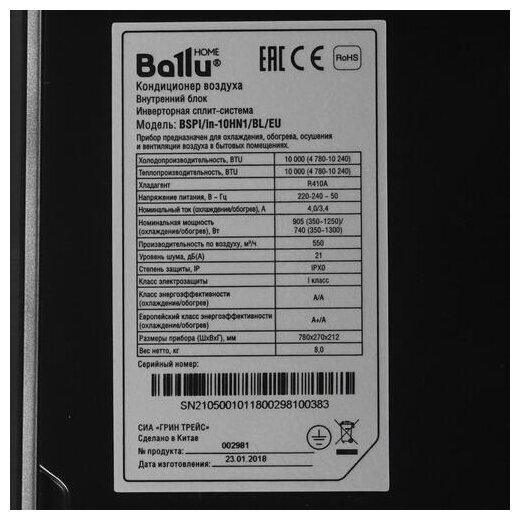 HOME
Ballu®
EAC CE RoHS
Кондиционер воздуха
Внутренний блок
Инверторная сплит-система
Модель: BSPI/in-10HN1/BL/EU
Прибор предназначен для охлаждения, обогрева, осушения
и вентиляции воздуха в бытовых помещениях.
Холодопроизводительность, BTU 10 000 (4 780-10 240)
Теплопроизводительность, BTU 10 000 (4 780-10 240)
Хладагент R410A
Напряжение питания, В ~ Гц 220-240 ~ 50
Номинальный ток (охлаждение/обогрев), А 4,0/3,4
Номинальная мощность 905 (350-1250)/
(охлаждение/обогрев), Вт 740 (350-1300)
Производительность по воздуху, м³/ч 550
Уровень шума, дБ(А) 21
Степень защиты, IP IPX0
Класс электрозащиты I класс
Класс энергоэффективности
(охлаждение/обогрев) A/A
Европейский класс энергоэффективности
(охлаждение/обогрев) A+/A
Размеры прибора (ШxВxГ), мм 780x270x212
Вес нетто, кг 8,0
Серийный номер:
SN2105001011800298100383
СИА «ГРИН ТРЕЙС»
Сделано в Китае
№ продукта: 002981
Дата изготовления: 23.01.2018